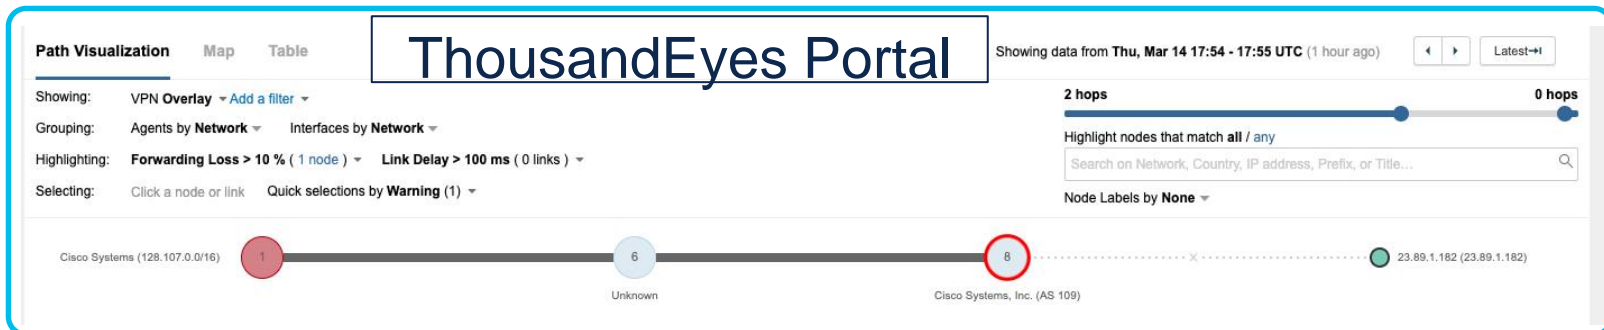 ThousandEyes Portal
Path Visualization Map Table
Showing data from Thu, Mar 14 17:54 - 17:55 UTC (1 hour ago)
Latest
Showing: VPN Overlay Add a filter
2 hops 0 hops
Grouping: Agents by Network Interfaces by Network
Highlight nodes that match all / any
Highlighting: Forwarding Loss > 10 % ( 1 node ) Link Delay > 100 ms ( 0 links )
Search on Network, Country, IP address, Prefix, or Title...
Selecting: Click a node or link Quick selections by Warning (1)
Node Labels by None
Cisco Systems (128.107.0.0/16) 1 6 8 x 23.89.1.182 (23.89.1.182)
Unknown Cisco Systems, Inc. (AS 109)